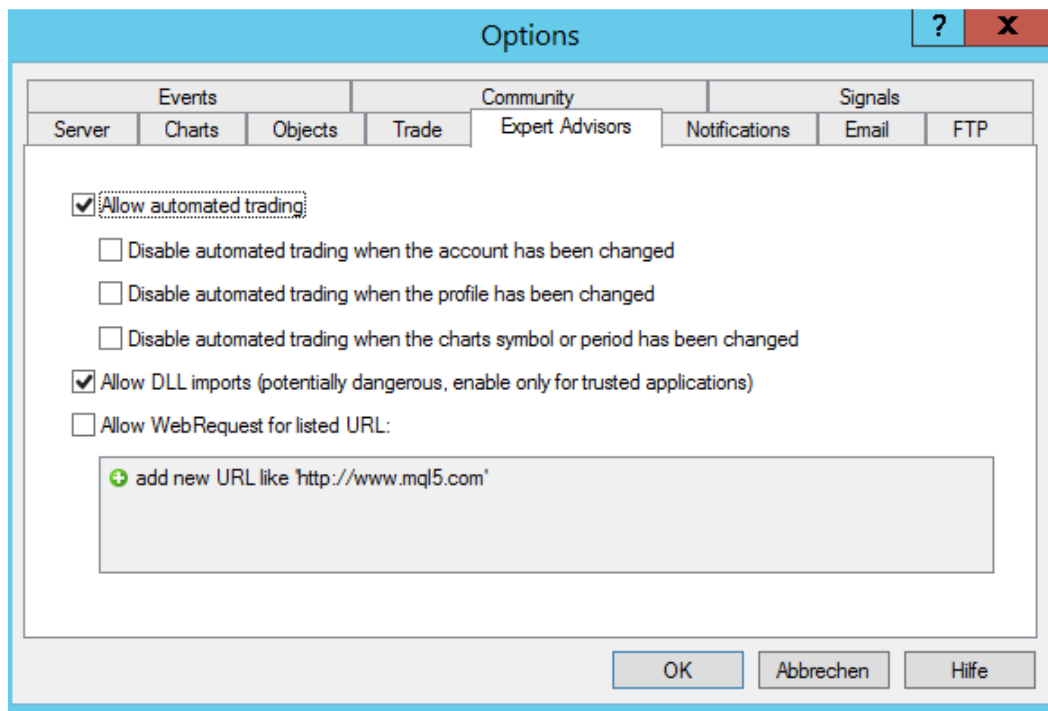 Options
? X
Events Community Signals
Server Charts Objects Trade Expert Advisors Notifications Email FTP
Allow automated trading
Disable automated trading when the account has been changed
Disable automated trading when the profile has been changed
Disable automated trading when the charts symbol or period has been changed
Allow DLL imports (potentially dangerous, enable only for trusted applications)
Allow WebRequest for listed URL:
add new URL like 'http://www.mql5.com'
OK Abbrechen Hilfe